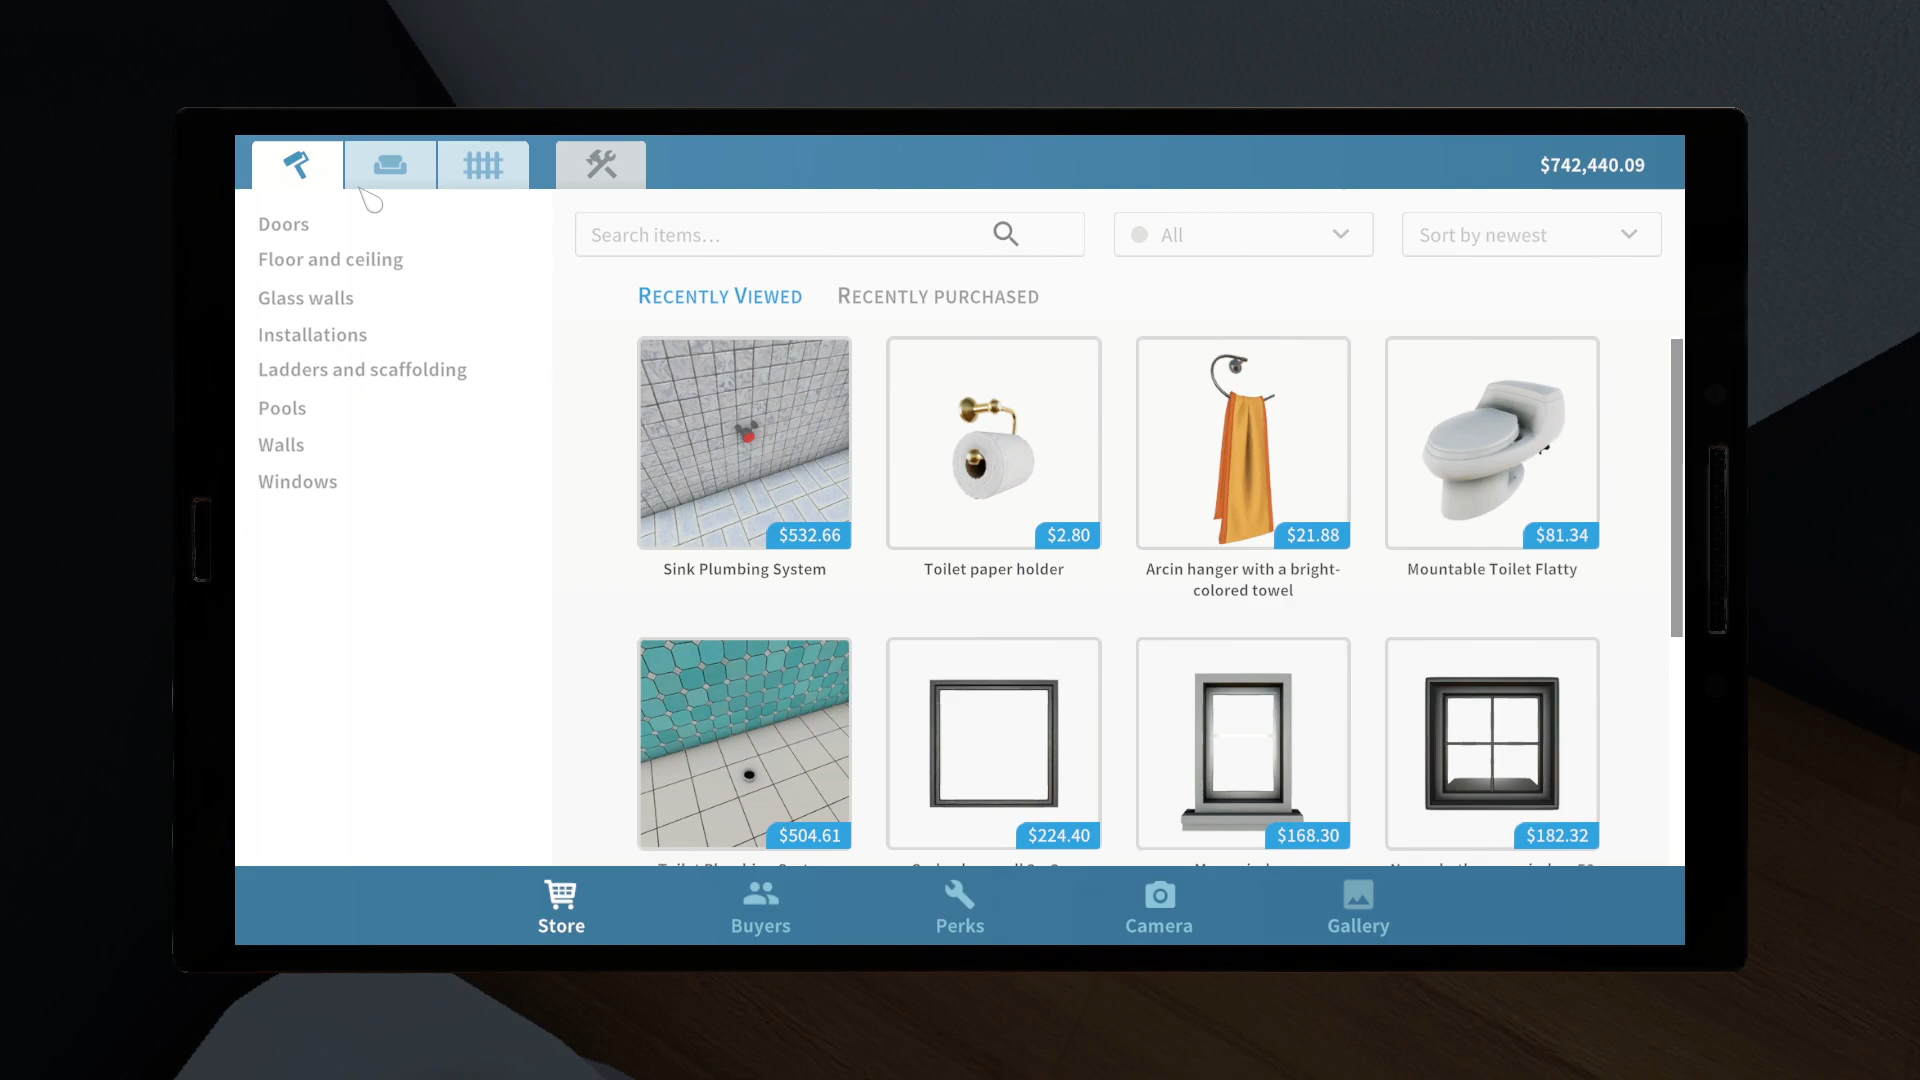 $742,440.09
Doors
Floor and ceiling
Glass walls
Installations
Ladders and scaffolding
Pools
Walls
Windows
Search items...
All
Sort by newest
RECENTLY VIEWED
RECENTLY PURCHASED
$532.66
$2.80
$21.88
$81.34
Sink Plumbing System
Toilet paper holder
Arcin hanger with a bright-
colored towel
Mountable Toilet Flatty
$504.61
$224.40
$168.30
$182.32
Store
Buyers
Perks
Camera
Gallery